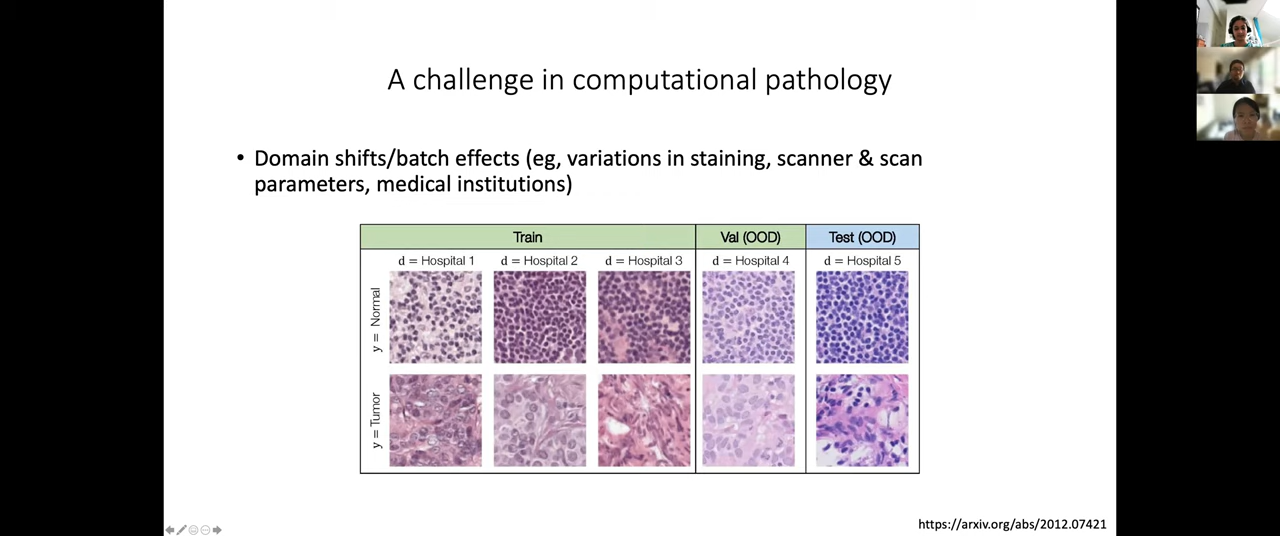 A challenge in computational pathology
• Domain shifts/batch effects (eg, variations in staining, scanner & scan
parameters, medical institutions)
Train Val (OOD) Test (OOD)
d = Hospital 1 d = Hospital 2 d = Hospital 3 d = Hospital 4 d = Hospital 5
y = Normal
y = Tumor
https://arxiv.org/abs/2012.07421